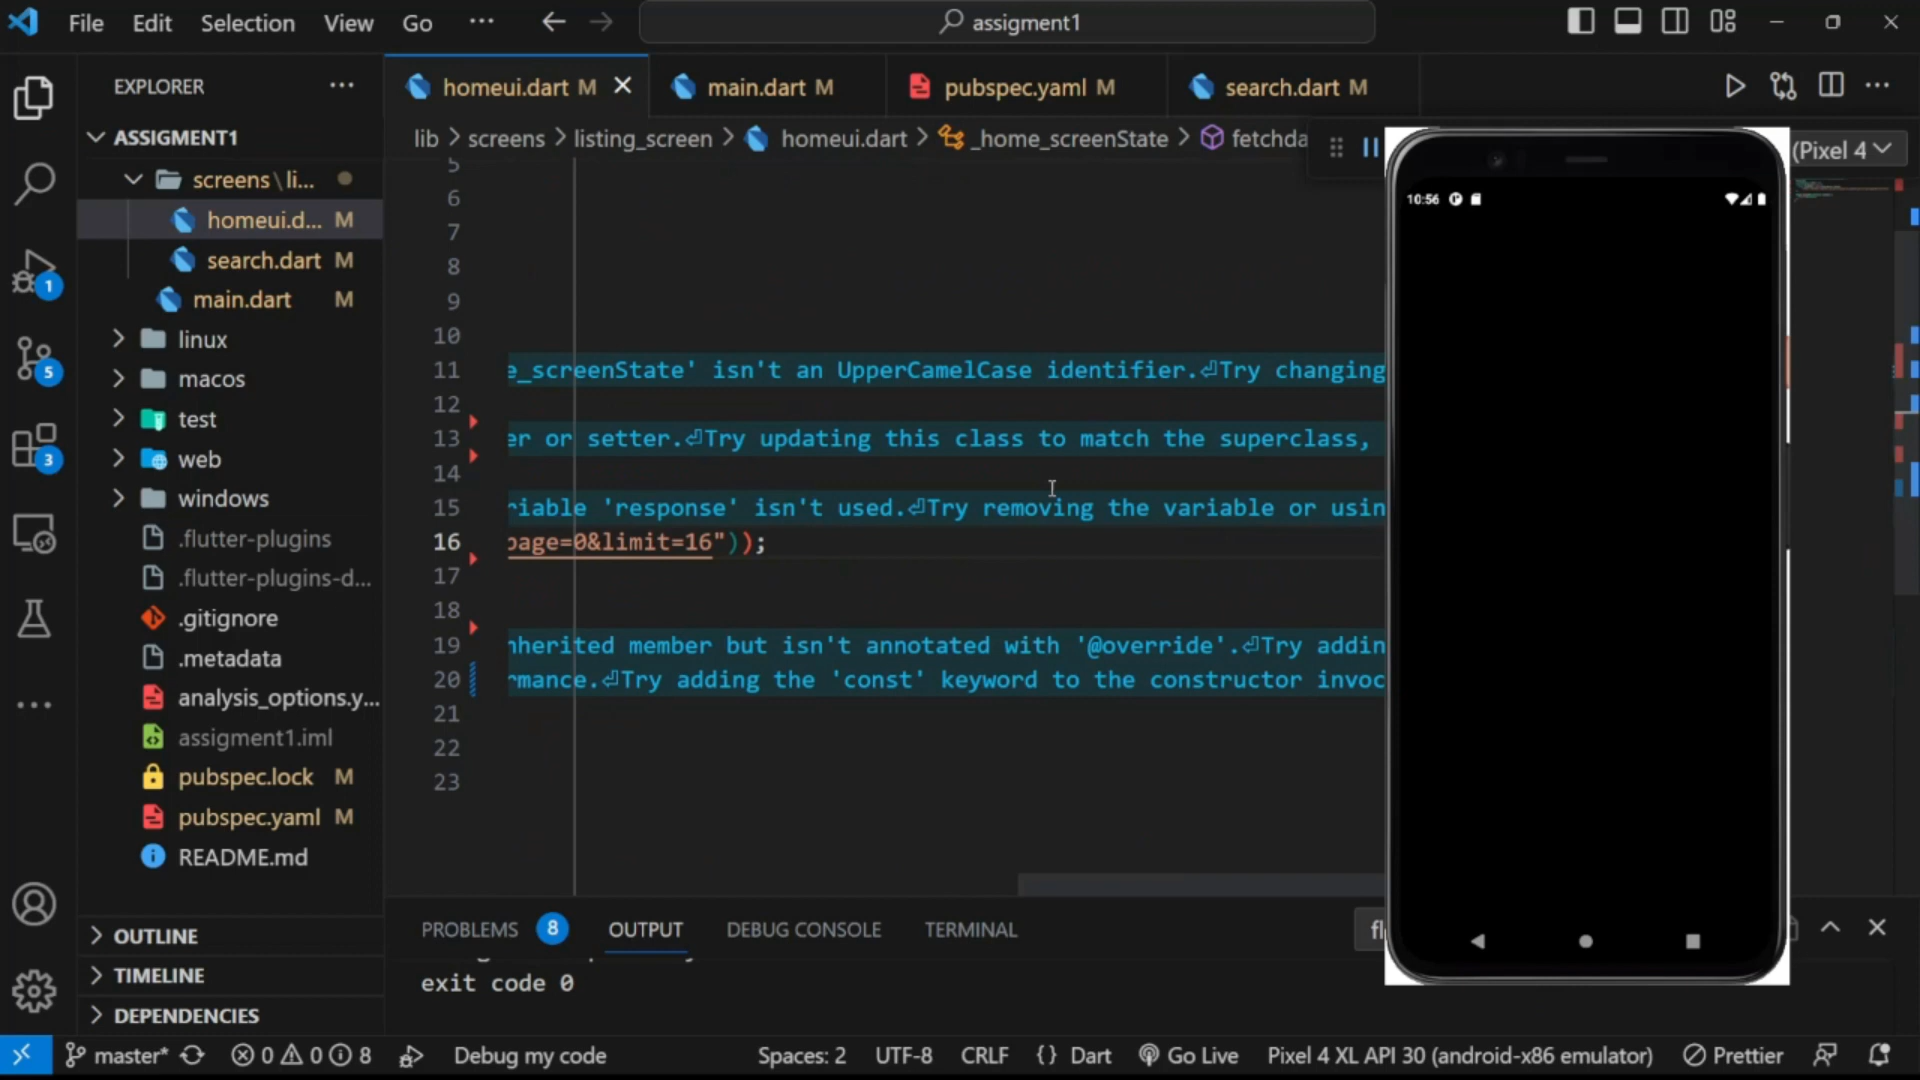 File Edit Selection View Go ··· assigment1
EXPLORER ···
homeui.dart M
main.dart M
pubspec.yaml M
search.dart M
ASSIGMENT1
lib > screens > listing_screen > homeui.dart > _home_screenState > fetchda
(Pixel 4
screens\li...
homeui.d... M
search.dart M
main.dart M
linux
macos
test
web
windows
.flutter-plugins
.flutter-plugins-d...
.gitignore
.metadata
analysis_options.y...
assigment1.iml
pubspec.lock M
pubspec.yaml M
README.md
OUTLINE
TIMELINE
DEPENDENCIES
1
5
3
5
6
7
8
9
10
11 e_screenState' isn't an UpperCamelCase identifier.⏎Try changing
12
13 er or setter.⏎Try updating this class to match the superclass,
14
15 riable 'response' isn't used.⏎Try removing the variable or usin
16 page=0&limit=16"));
17
18
19 nherited member but isn't annotated with '@override'.⏎Try addin
20 rmance.⏎Try adding the 'const' keyword to the constructor invoc
21
22
23
10:56
PROBLEMS 8 OUTPUT DEBUG CONSOLE TERMINAL fl
exit code 0
master* 0 0 8 Debug my code Spaces: 2 UTF-8 CRLF {} Dart Go Live Pixel 4 XL API 30 (android-x86 emulator) Prettier